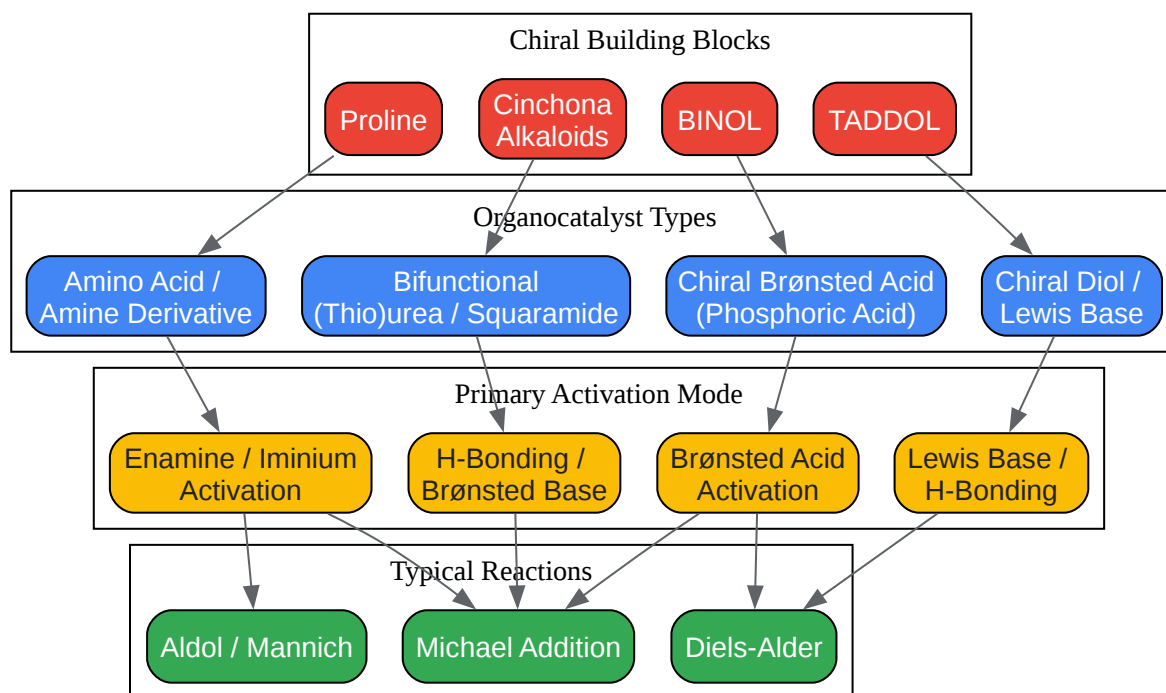 Chiral Building Blocks
Proline
Cinchona
Alkaloids
BINOL
TADDOL
Organocatalyst Types
Amino Acid /
Amine Derivative
Bifunctional
(Thio)urea / Squaramide
Chiral Brønsted Acid
(Phosphoric Acid)
Chiral Diol /
Lewis Base
Primary Activation Mode
Enamine / Iminium
Activation
H-Bonding /
Brønsted Base
Brønsted Acid
Activation
Lewis Base /
H-Bonding
Typical Reactions
Aldol / Mannich
Michael Addition
Diels-Alder